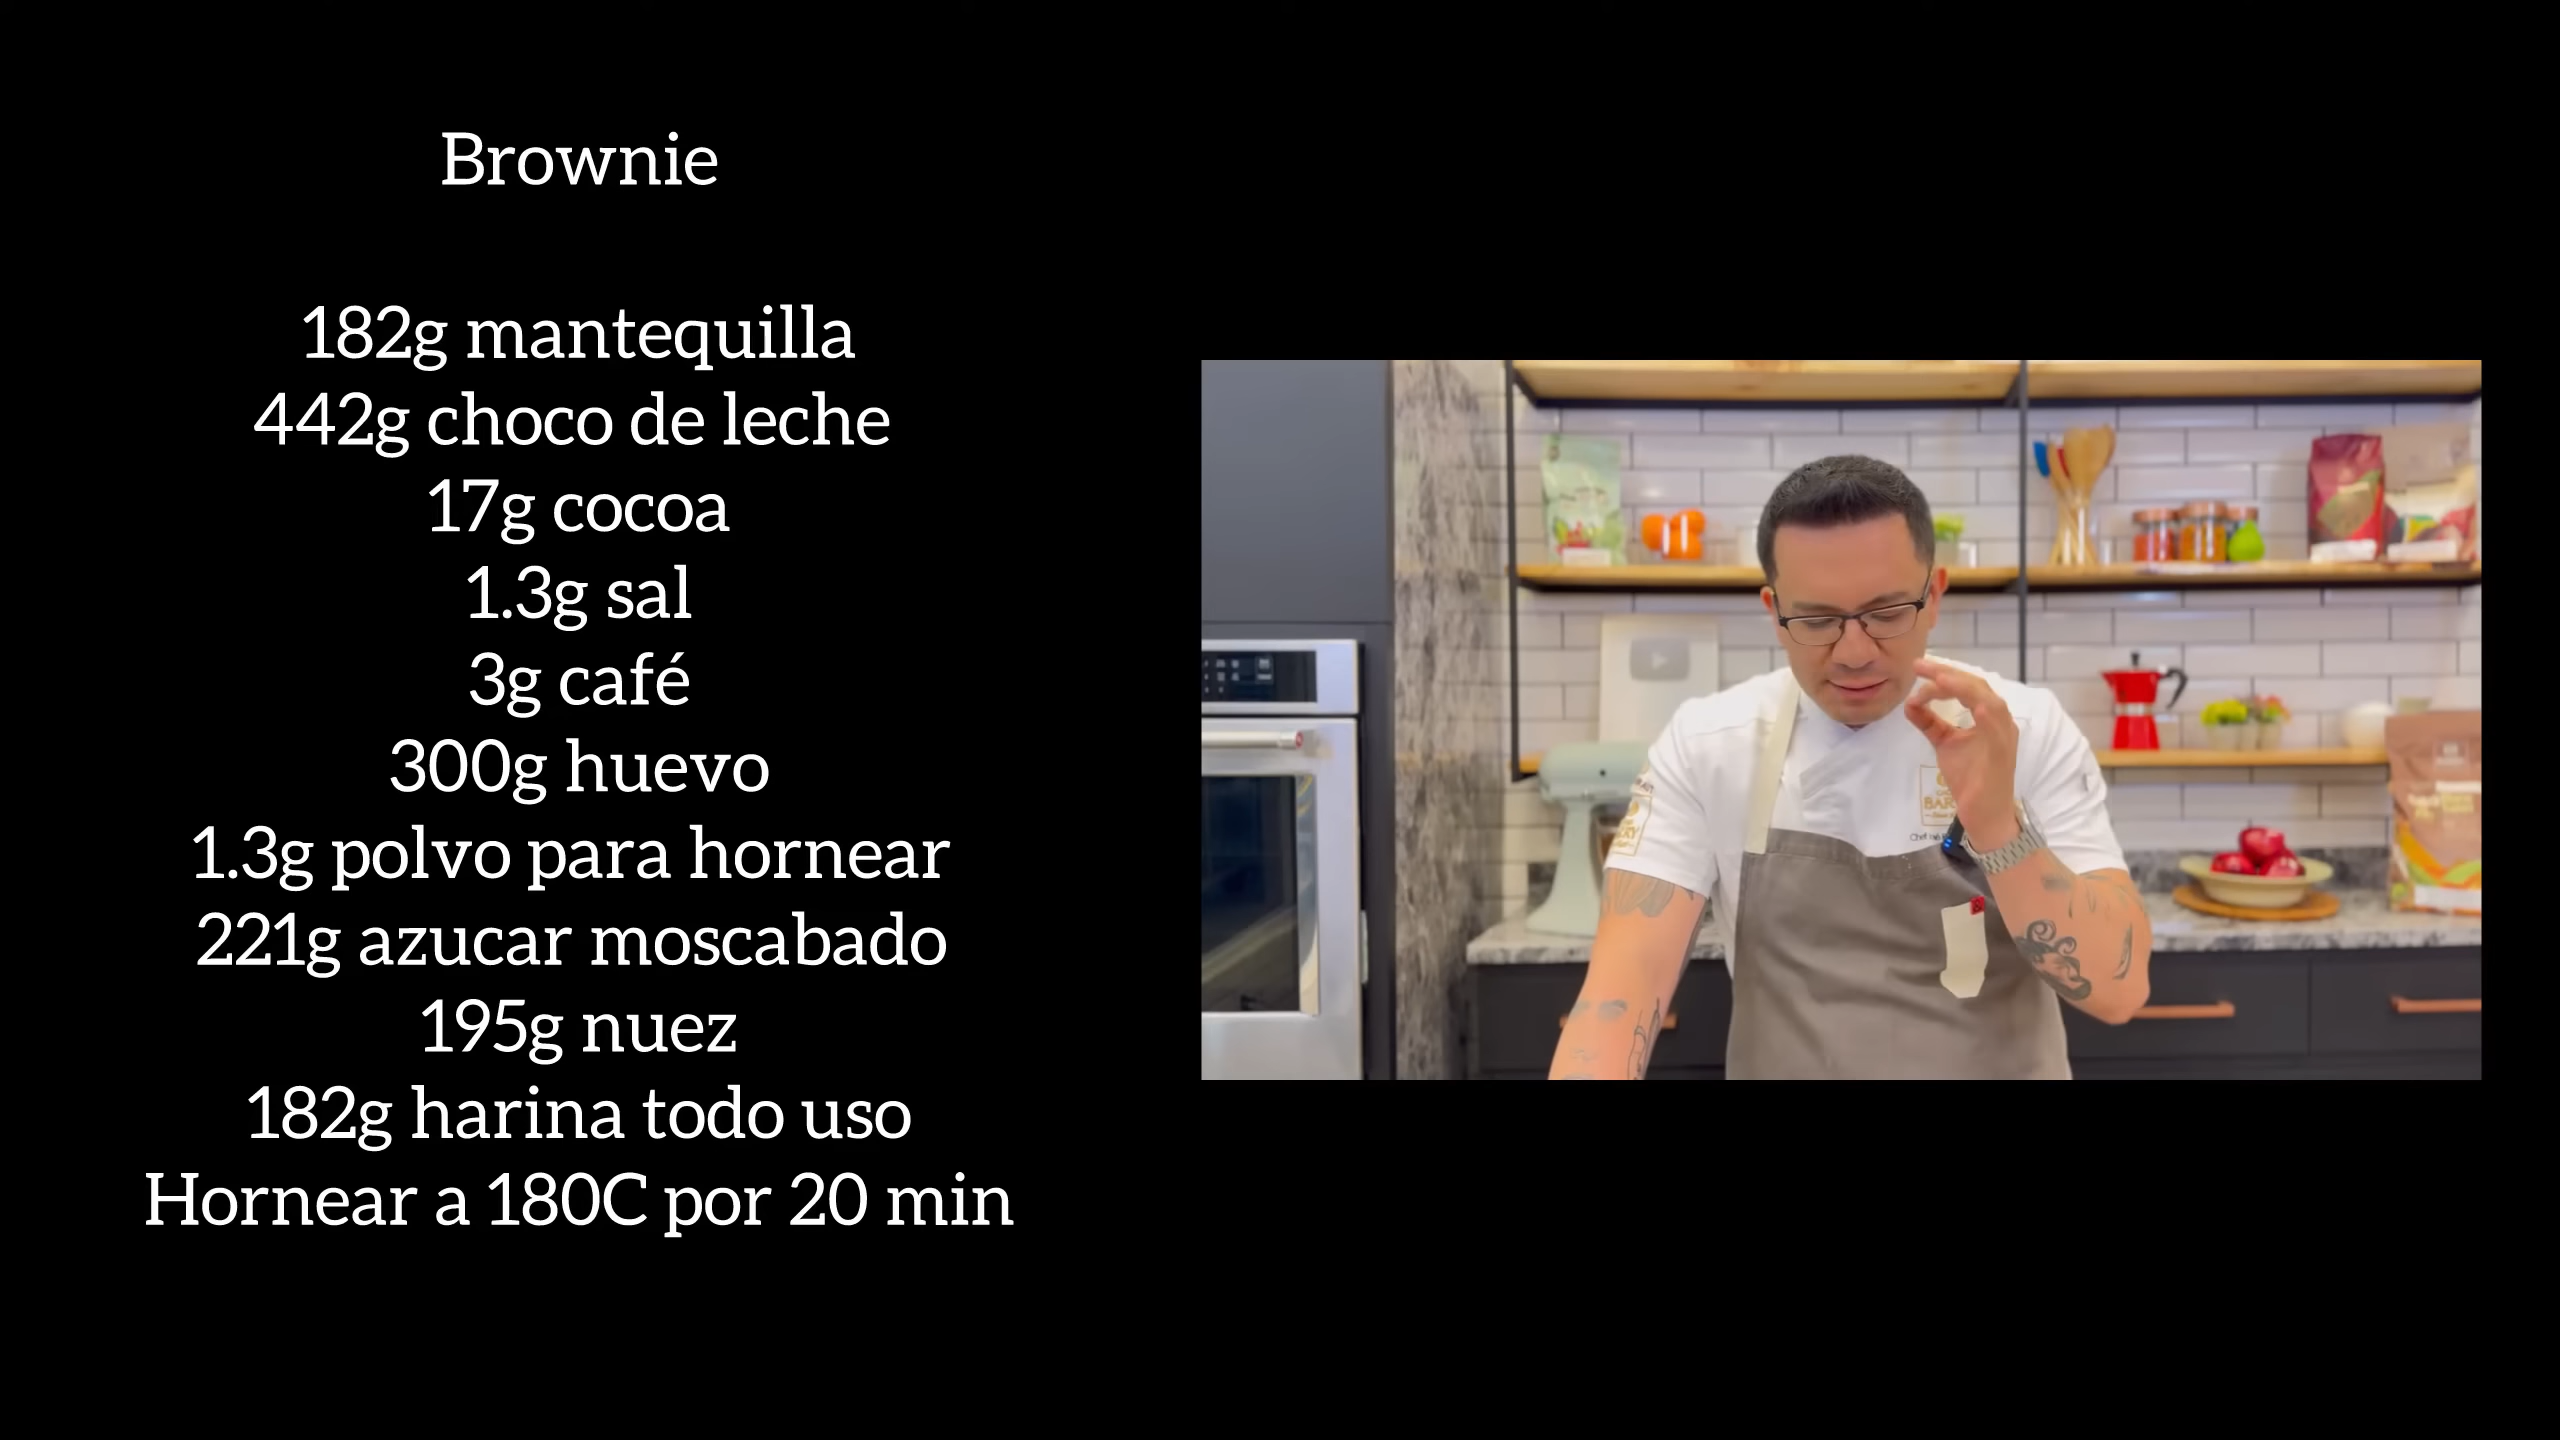 Brownie
182g mantequilla
442g choco de leche
17g cocoa
1.3g sal
3g café
300g huevo
1.3g polvo para hornear
221g azucar moscabado
195g nuez
182g harina todo uso
Hornear a 180C por 20 min